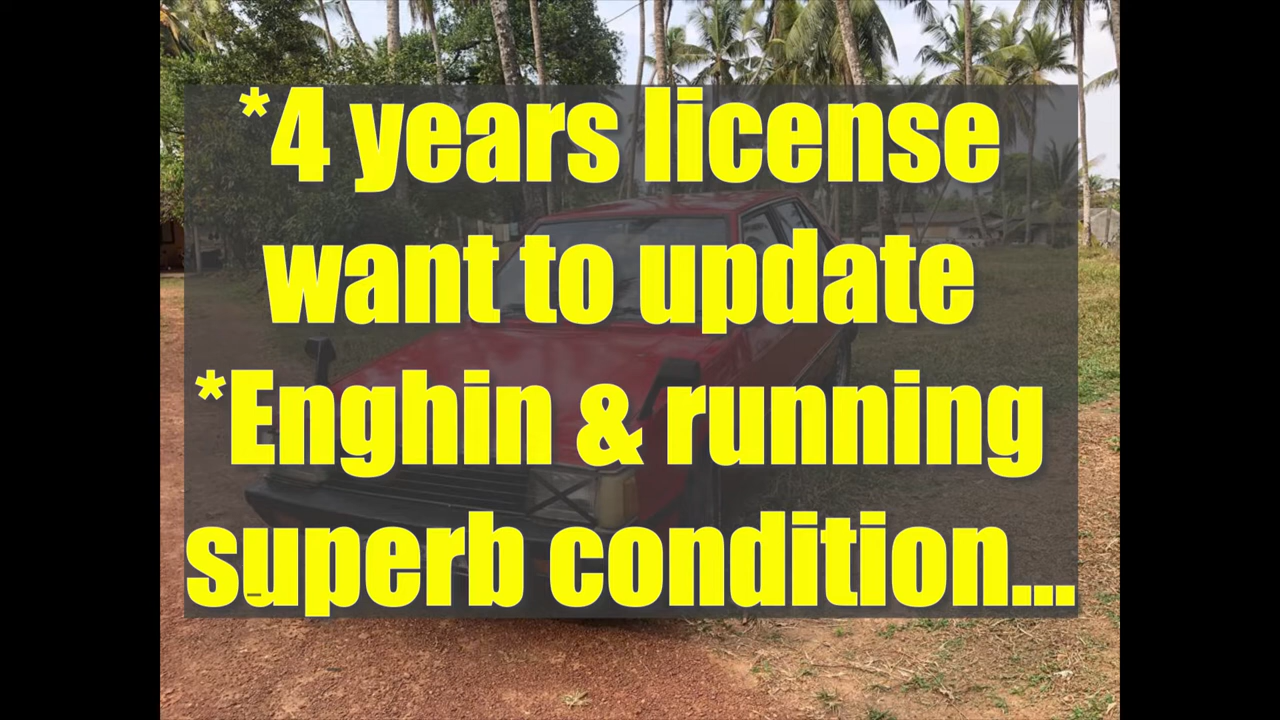 *4 years license
want to update
*Enghin & running
superb condition...